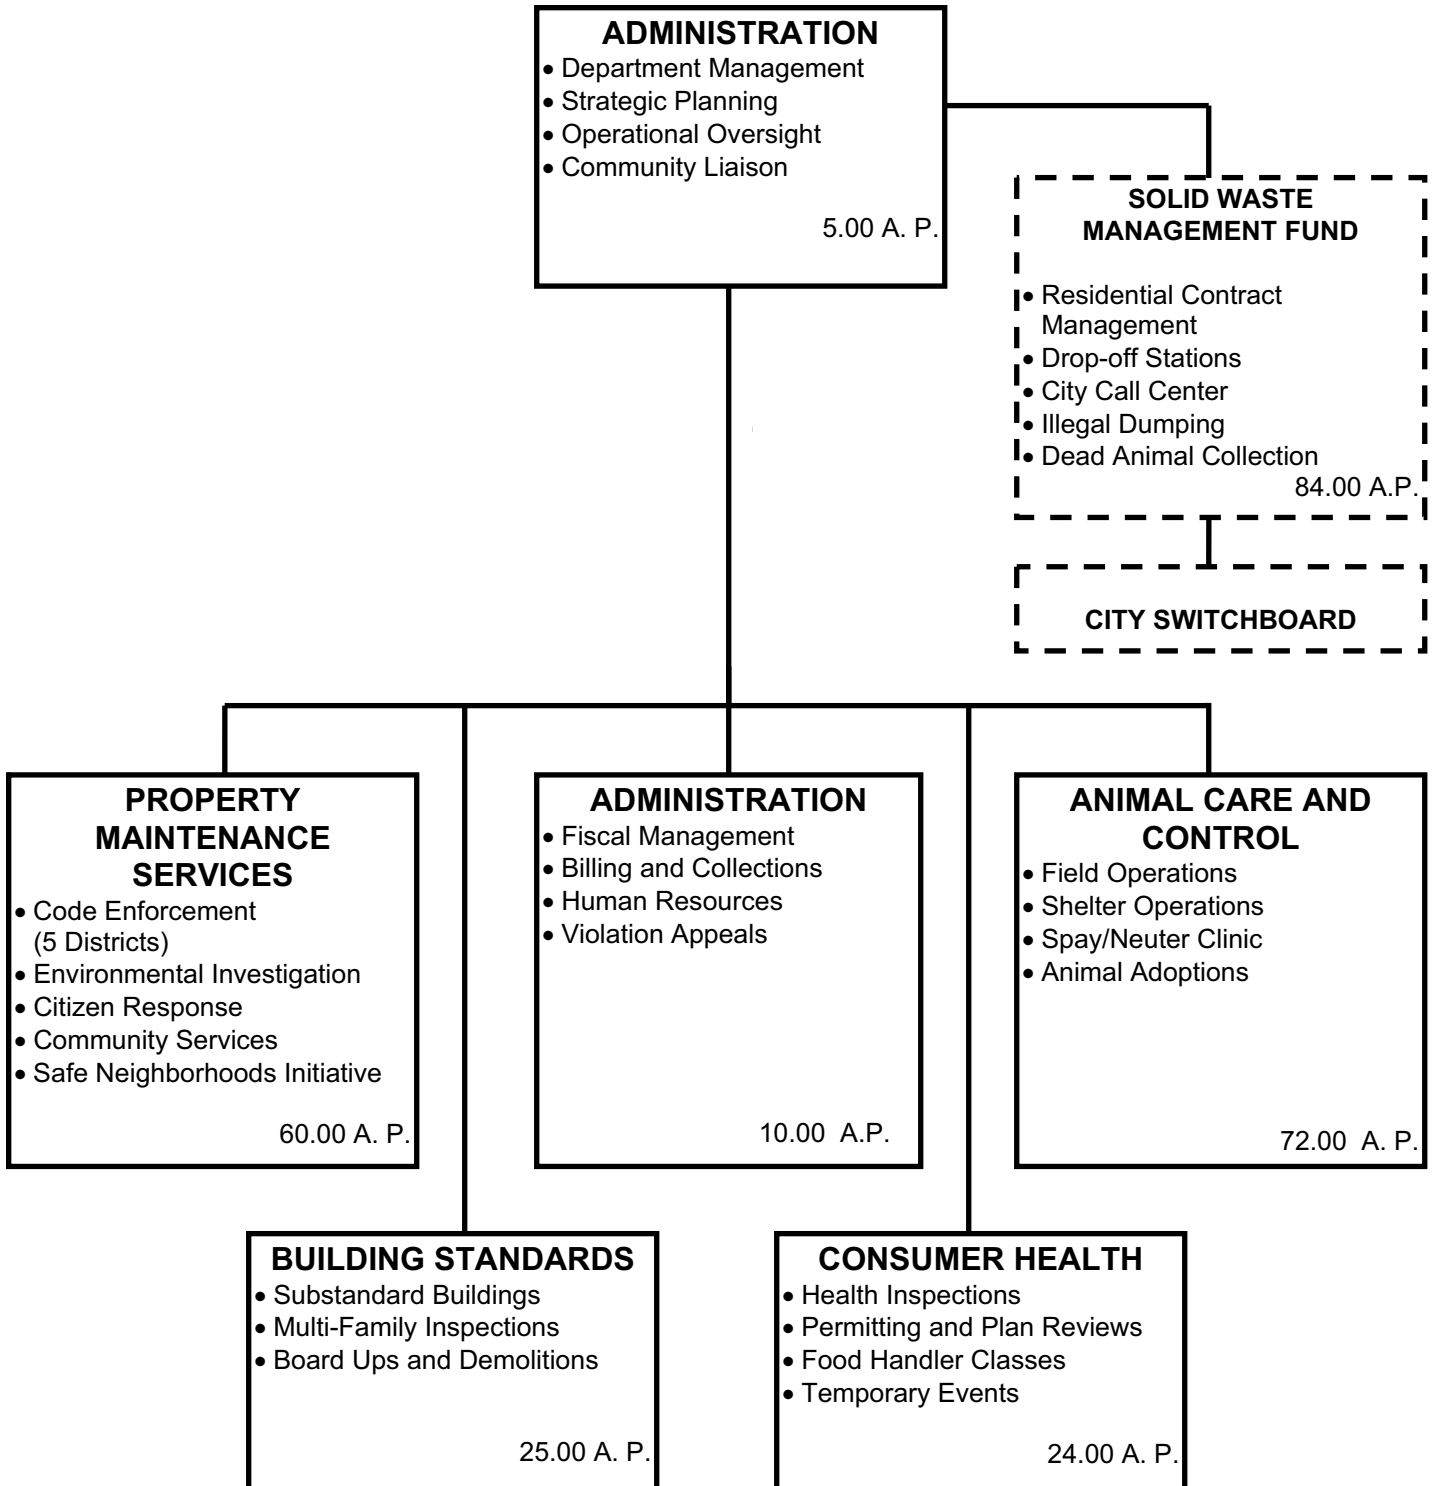 ADMINISTRATION
• Department Management
• Strategic Planning
• Operational Oversight
• Community Liaison
5.00 A. P.
SOLID WASTE
MANAGEMENT FUND
• Residential Contract
Management
• Drop-off Stations
• City Call Center
• Illegal Dumping
• Dead Animal Collection
84.00 A.P.
CITY SWITCHBOARD
PROPERTY
MAINTENANCE
SERVICES
• Code Enforcement
(5 Districts)
• Environmental Investigation
• Citizen Response
• Community Services
• Safe Neighborhoods Initiative
60.00 A. P.
ADMINISTRATION
• Fiscal Management
• Billing and Collections
• Human Resources
• Violation Appeals
10.00 A.P.
ANIMAL CARE AND
CONTROL
• Field Operations
• Shelter Operations
• Spay/Neuter Clinic
• Animal Adoptions
72.00 A. P.
BUILDING STANDARDS
• Substandard Buildings
• Multi-Family Inspections
• Board Ups and Demolitions
25.00 A. P.
CONSUMER HEALTH
• Health Inspections
• Permitting and Plan Reviews
• Food Handler Classes
• Temporary Events
24.00 A. P.